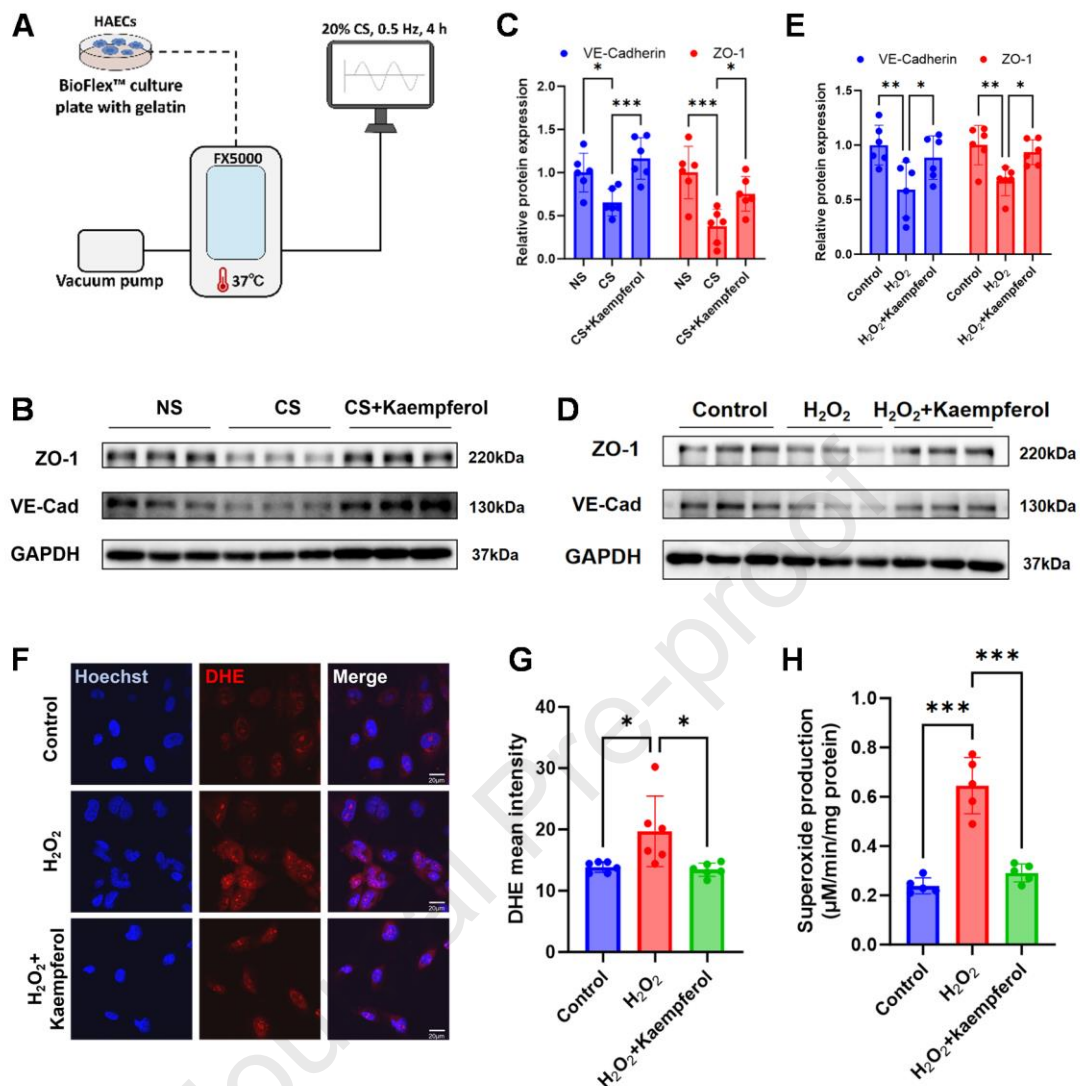 A
HAECs
BioFlex™ culture
plate with gelatin
20% CS, 0.5 Hz, 4 h
FX5000
37℃
Vacuum pump
C
VE-Cadherin
ZO-1
Relative protein expression
2.0
1.5
1.0
0.5
0.0
*
***
***
*
NS
CS
CS+Kaempferol
NS
CS
CS+Kaempferol
E
VE-Cadherin
ZO-1
Relative protein expression
1.5
1.0
0.5
0.0
**
*
**
*
Control
H₂O₂
H₂O₂+Kaempferol
Control
H₂O₂
H₂O₂+Kaempferol
B
NS CS CS+Kaempferol
ZO-1 220kDa
VE-Cad 130kDa
GAPDH 37kDa
D
Control H₂O₂ H₂O₂+Kaempferol
ZO-1 220kDa
VE-Cad 130kDa
GAPDH 37kDa
F
Hoechst DHE Merge
Control
20μm
H₂O₂
20μm
H₂O₂+
Kaempferol
20μm
G
DHE mean intensity
40
30
20
10
0
*
*
Control
H₂O₂
H₂O₂+Kaempferol
H
Superoxide production
(μM/min/mg protein)
1.0
0.8
0.6
0.4
0.2
0.0
***
***
Control
H₂O₂
H₂O₂+kaempferol
Journal Pre-proof